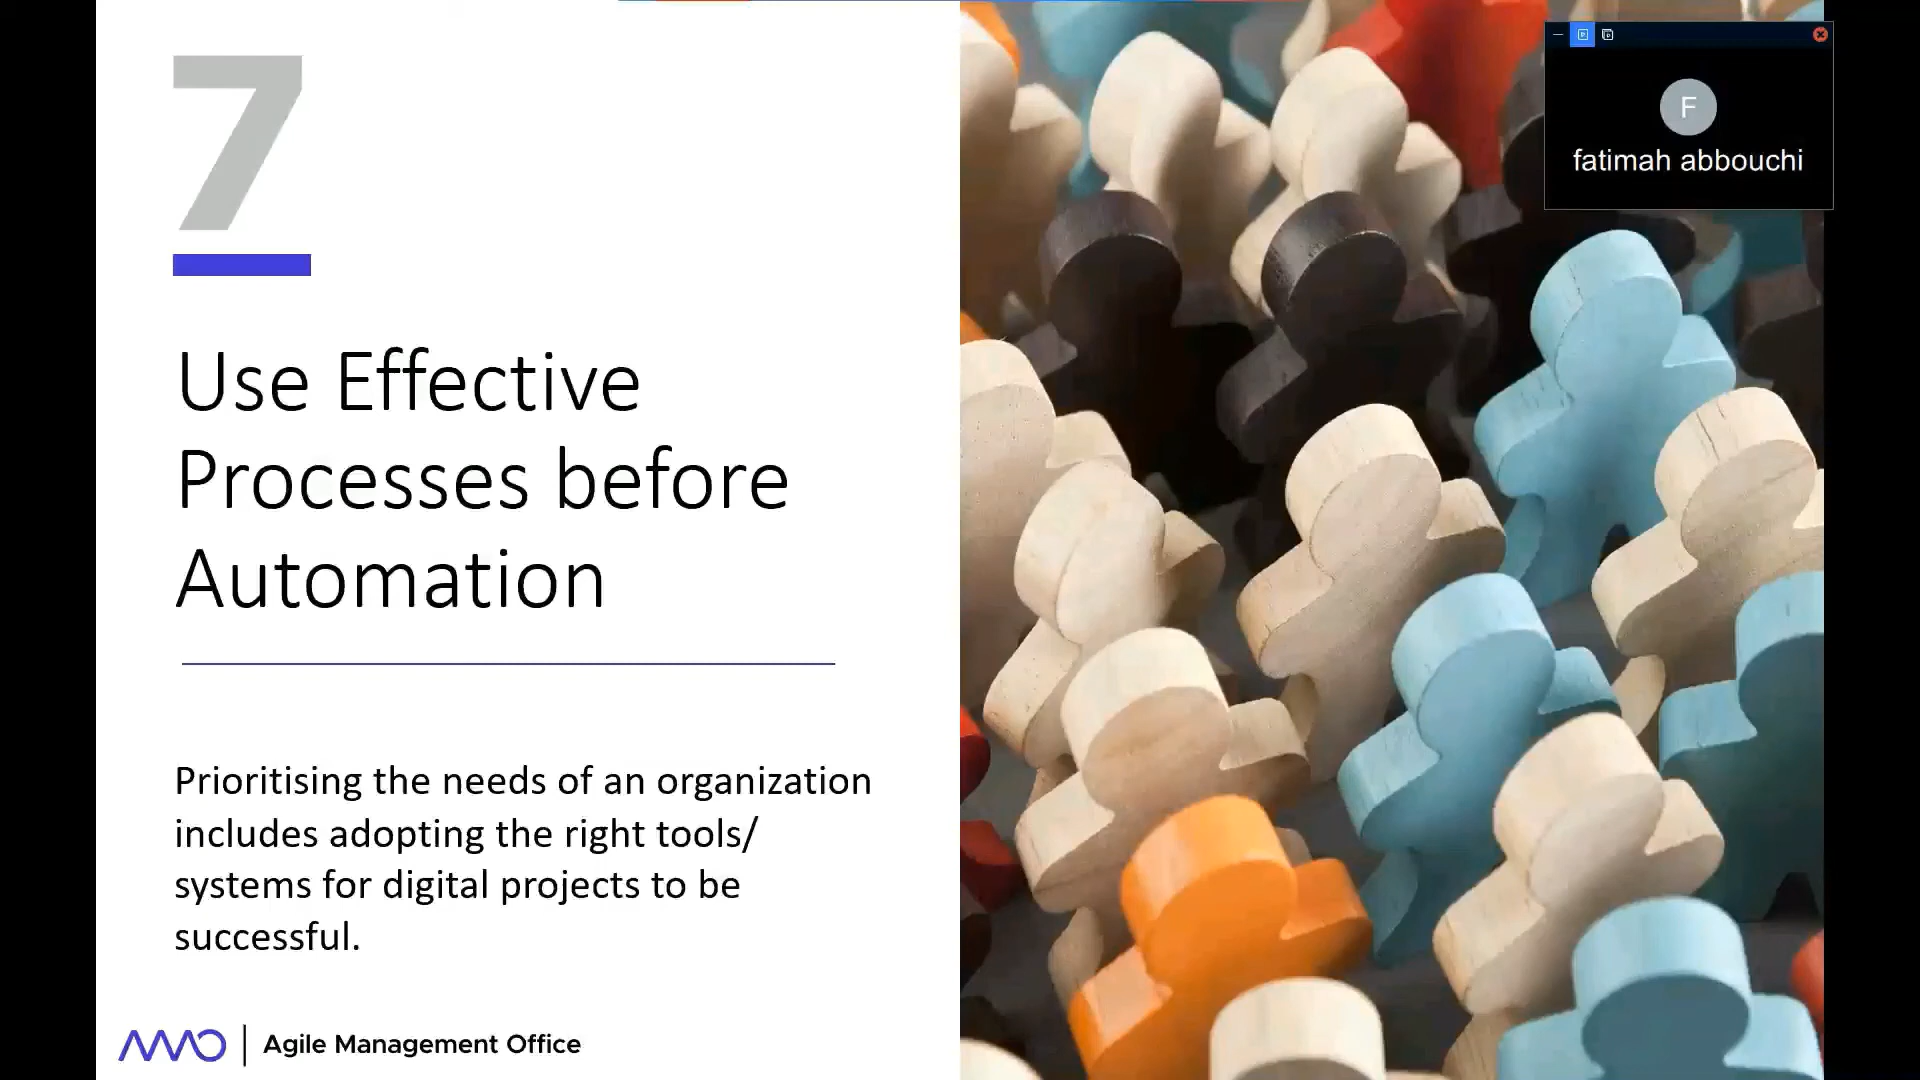 7
Use Effective
Processes before
Automation
Prioritising the needs of an organization
includes adopting the right tools/
systems for digital projects to be
successful.
AMO | Agile Management Office
F
fatimah abbouchi